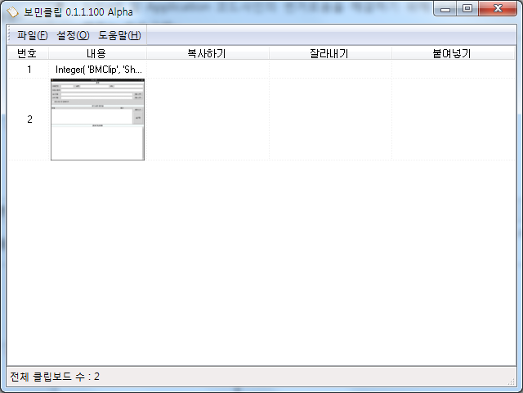 보민클립 0.1.1.100 Alpha
파일(F) 설정(O) 도움말(H)
번호 내용 복사하기 잘라내기 붙여넣기
1 Integer( 'BMClip', 'Sh...
2
전체 클립보드 수 : 2